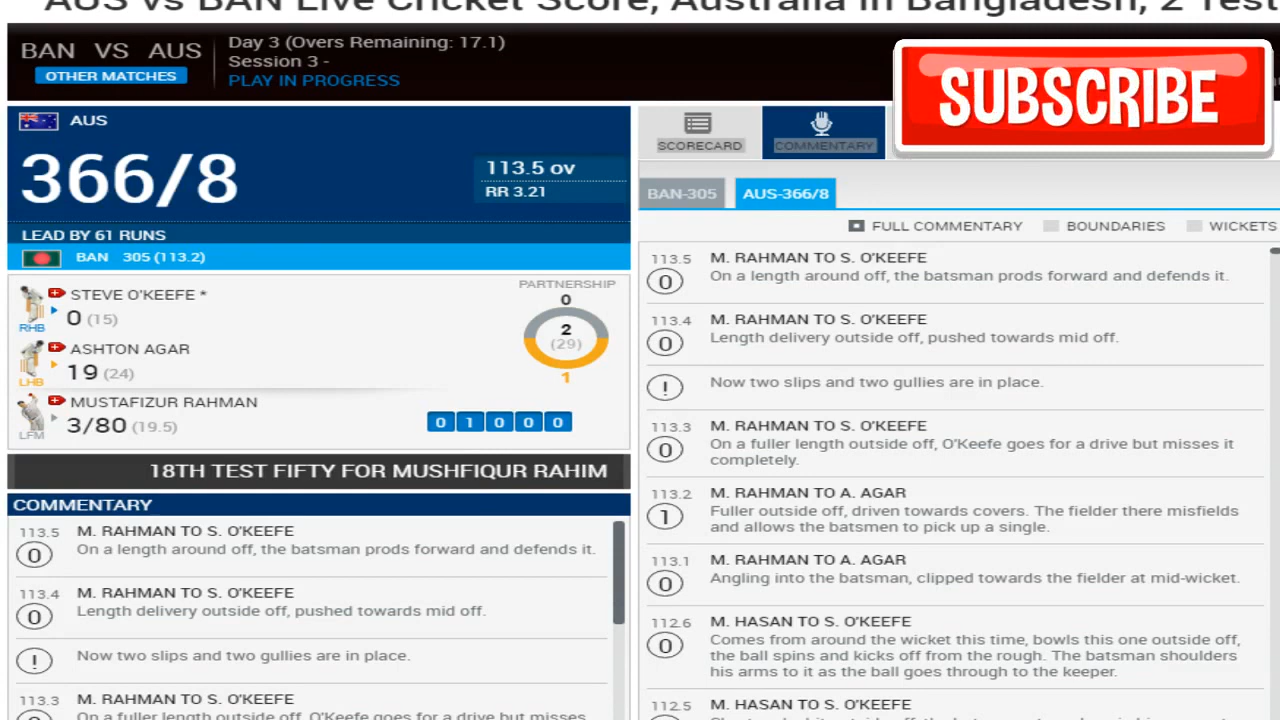 AUS vs BAN Live Cricket Score, Australia in Bangladesh, 2 Test
BAN VS AUS
OTHER MATCHES
Day 3 (Overs Remaining: 17.1)
Session 3 -
PLAY IN PROGRESS
SUBSCRIBE
AUS
366/8
113.5 ov
RR 3.21
LEAD BY 61 RUNS
BAN 305 (113.2)
STEVE O'KEEFE *
0 (15)
RHB
ASHTON AGAR
19 (24)
LHB
PARTNERSHIP
0
2
(29)
1
MUSTAFIZUR RAHMAN
3/80 (19.5)
LFM
0 1 0 0 0
18TH TEST FIFTY FOR MUSHFIQUR RAHIM
COMMENTARY
113.5 M. RAHMAN TO S. O'KEEFE
0 On a length around off, the batsman prods forward and defends it.
113.4 M. RAHMAN TO S. O'KEEFE
0 Length delivery outside off, pushed towards mid off.
! Now two slips and two gullies are in place.
113.3 M. RAHMAN TO S. O'KEEFE
On a fuller length outside off, O'Keefe goes for a drive but misses
SCORECARD
COMMENTARY
BAN-305
AUS-366/8
FULL COMMENTARY BOUNDARIES WICKETS
113.5 M. RAHMAN TO S. O'KEEFE
0 On a length around off, the batsman prods forward and defends it.
113.4 M. RAHMAN TO S. O'KEEFE
0 Length delivery outside off, pushed towards mid off.
! Now two slips and two gullies are in place.
113.3 M. RAHMAN TO S. O'KEEFE
0 On a fuller length outside off, O'Keefe goes for a drive but misses it
completely.
113.2 M. RAHMAN TO A. AGAR
1 Fuller outside off, driven towards covers. The fielder there misfields
and allows the batsmen to pick up a single.
113.1 M. RAHMAN TO A. AGAR
0 Angling into the batsman, clipped towards the fielder at mid-wicket.
112.6 M. HASAN TO S. O'KEEFE
0 Comes from around the wicket this time, bowls this one outside off,
the ball spins and kicks off from the rough. The batsman shoulders
his arms to it as the ball goes through to the keeper.
112.5 M. HASAN TO S. O'KEEFE